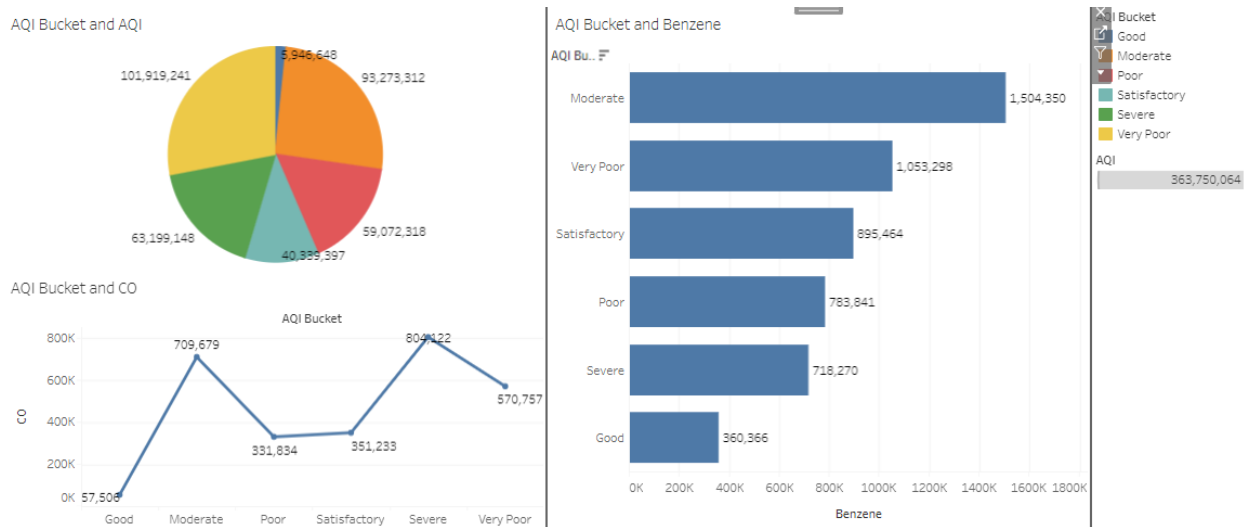 AQI Bucket and AQI
5,946,648
101,919,241
93,273,312
63,199,148
59,072,318
40,339,397
AQI Bucket and CO
AQI Bucket
800K
600K
400K
200K
0K
CO
57,506
709,679
331,834
351,233
804,122
570,757
Good Moderate Poor Satisfactory Severe Very Poor
AQI Bucket and Benzene
AQI Bu..
Moderate 1,504,350
Very Poor 1,053,298
Satisfactory 895,464
Poor 783,841
Severe 718,270
Good 360,366
0K 200K 400K 600K 800K 1000K 1200K 1400K 1600K 1800K
Benzene
AQI Bucket
Good
Moderate
Poor
Satisfactory
Severe
Very Poor
AQI
363,750,064